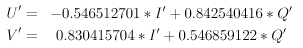 U′ = −0.546512701 ∗ I′ + 0.842540416 ∗ Q′
V′ = 0.830415704 ∗ I′ + 0.546859122 ∗ Q′